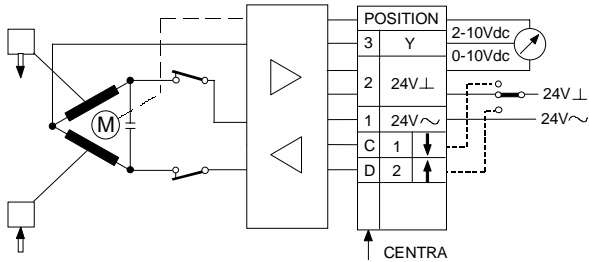 POSITION
3 Y 2-10Vdc
0-10Vdc
2 24V⊥ 24V⊥
1 24V~ 24V~
C 1
D 2
M
CENTRA